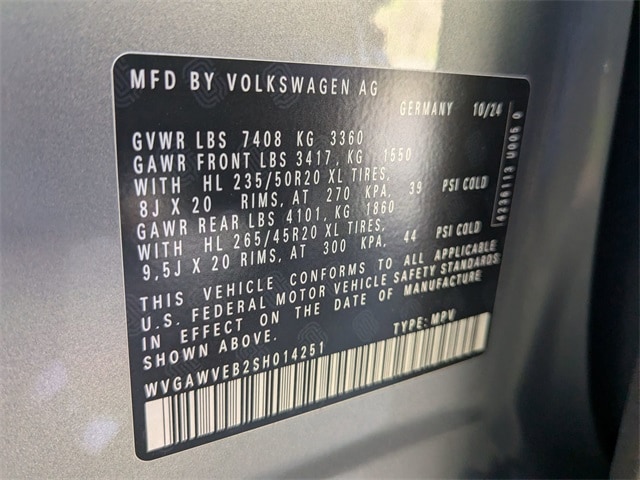 MFD BY VOLKSWAGEN AG
GERMANY 10/24
GVWR LBS 7408 KG 3360
GAWR FRONT LBS 3417, KG 1550
WITH HL 235/50R20 XL TIRES,
8J X 20 RIMS, AT 270 KPA, 39 PSI COLD
GAWR REAR LBS 4101, KG 1860
WITH HL 265/45R20 XL TIRES,
9,5J X 20 RIMS, AT 300 KPA, 44 PSI COLD
THIS VEHICLE CONFORMS TO ALL APPLICABLE
U.S. FEDERAL MOTOR VEHICLE SAFETY STANDARDS
IN EFFECT ON THE DATE OF MANUFACTURE
SHOWN ABOVE.
TYPE: MPV
WVGAWVEB2SH014251